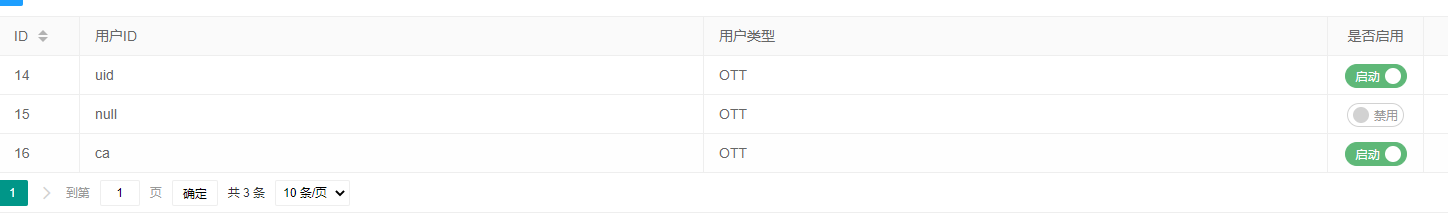 ID 用户ID 用户类型 是否启用
14 uid OTT 启动
15 null OTT 禁用
16 ca OTT 启动
1 到第 1 页 确定 共 3 条 10 条/页